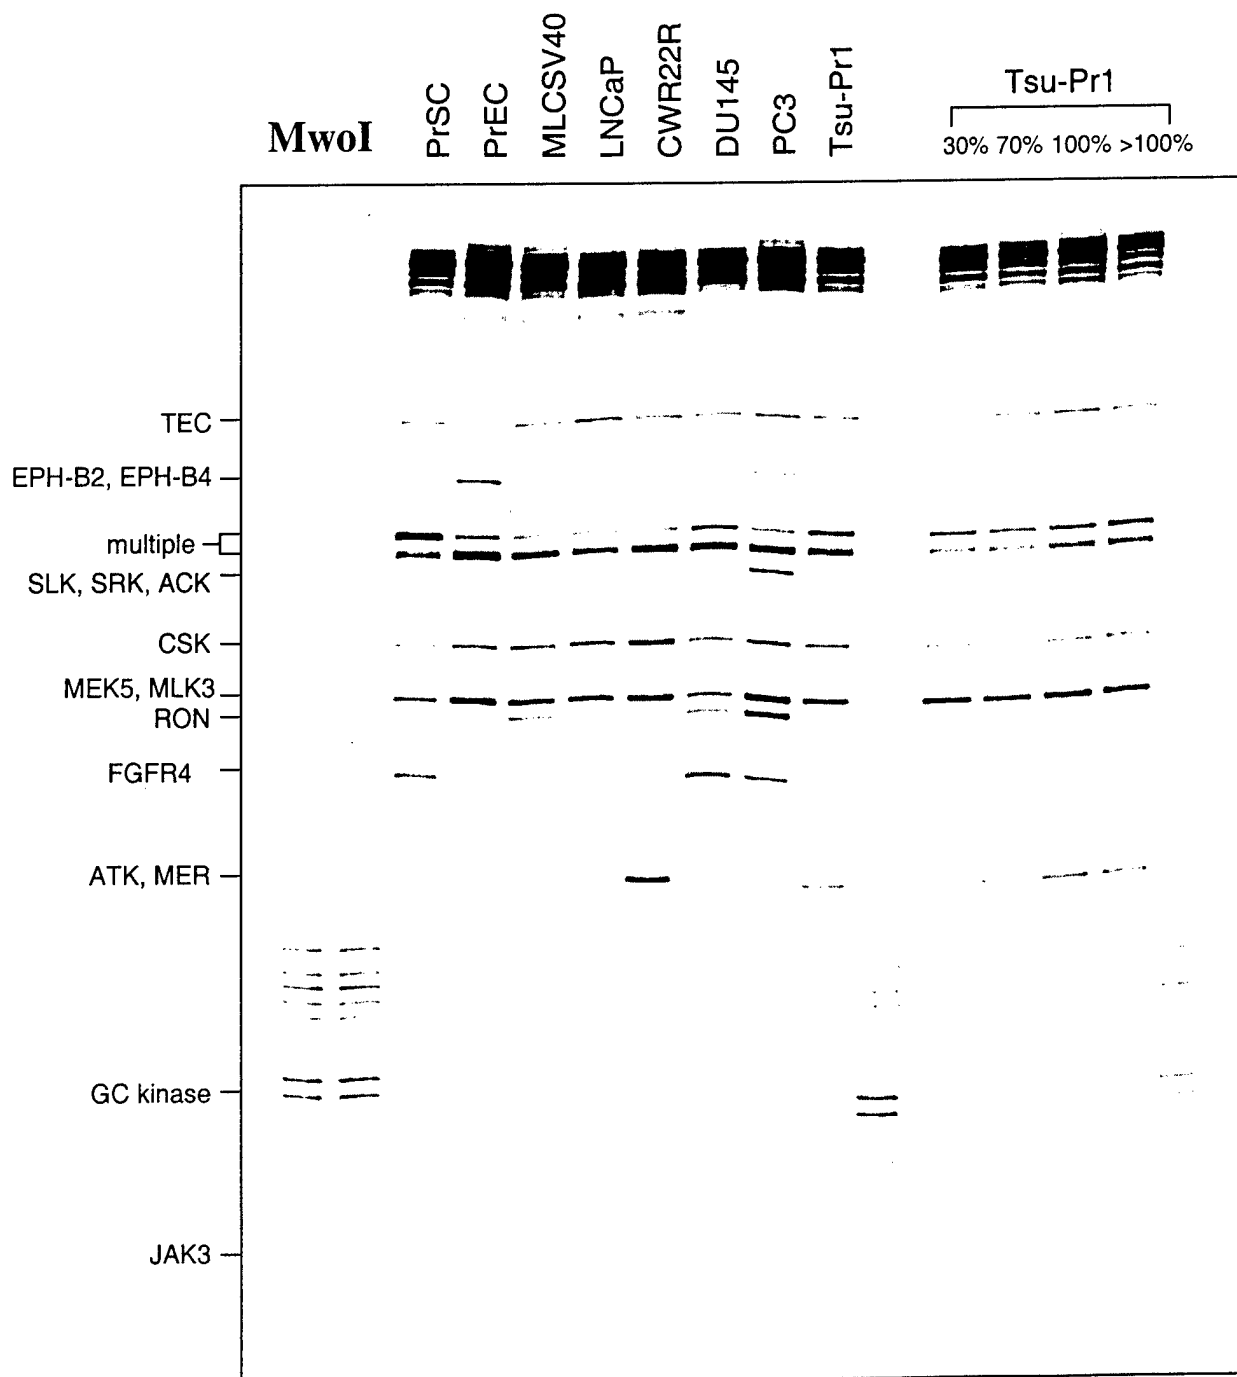 MwoI
PrSC
PrEC
MLCSV40
LNCaP
CWR22R
DU145
PC3
Tsu-Pr1
Tsu-Pr1
30% 70% 100% >100%
TEC
EPH-B2, EPH-B4
multiple
SLK, SRK, ACK
CSK
MEK5, MLK3
RON
FGFR4
ATK, MER
GC kinase
JAK3